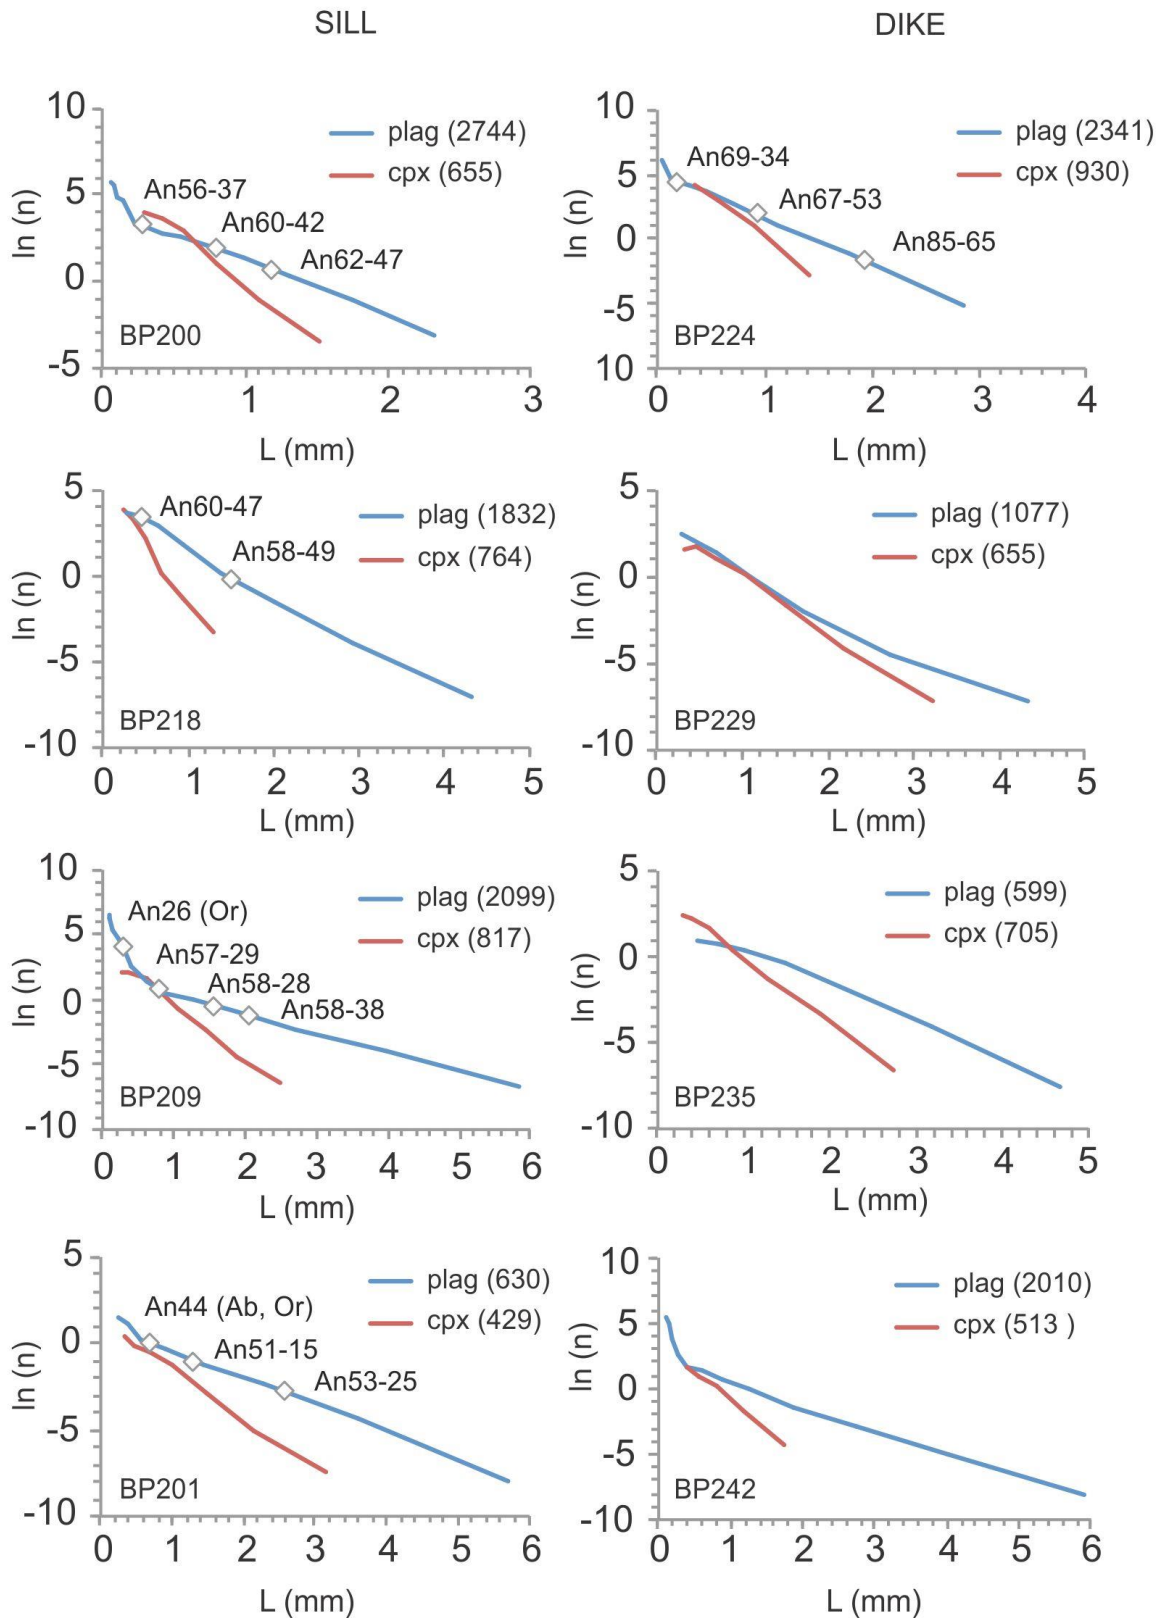 SILL
DIKE
10
5
0
-5
ln (n)
plag (2744)
cpx (655)
An56-37
An60-42
An62-47
BP200
0 1 2 3
L (mm)
10
5
0
-5
10
ln (n)
plag (2341)
cpx (930)
An69-34
An67-53
An85-65
BP224
0 1 2 3 4
L (mm)
5
0
-5
-10
ln (n)
plag (1832)
cpx (764)
An60-47
An58-49
BP218
0 1 2 3 4 5
L (mm)
5
0
-5
-10
ln (n)
plag (1077)
cpx (655)
BP229
0 1 2 3 4 5
L (mm)
10
5
0
-5
-10
ln (n)
plag (2099)
cpx (817)
An26 (Or)
An57-29
An58-28
An58-38
BP209
0 1 2 3 4 5 6
L (mm)
5
0
-5
-10
ln (n)
plag (599)
cpx (705)
BP235
0 1 2 3 4 5
L (mm)
5
0
-5
-10
ln (n)
plag (630)
cpx (429)
An44 (Ab, Or)
An51-15
An53-25
BP201
0 1 2 3 4 5 6
L (mm)
10
5
0
-5
-10
ln (n)
plag (2010)
cpx (513 )
BP242
0 1 2 3 4 5 6
L (mm)